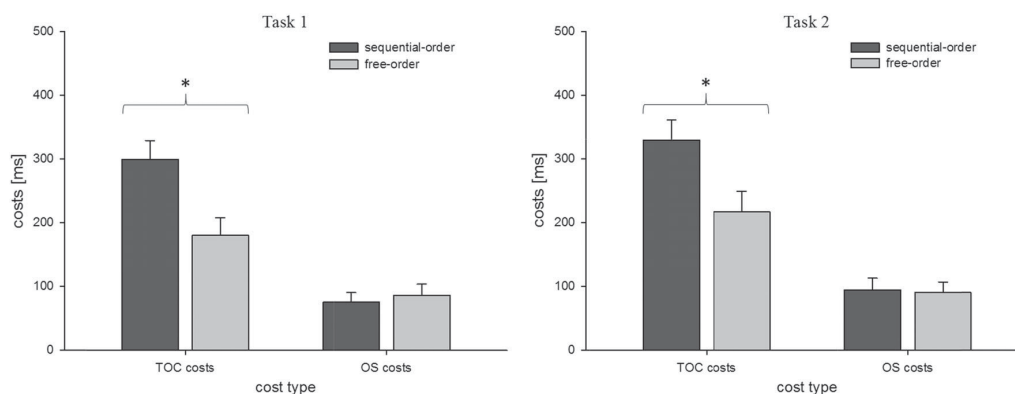 Task 1
500
400
300
200
100
0
costs [ms]
sequential-order
free-order
*
TOC costs
OS costs
cost type
Task 2
500
400
300
200
100
0
costs [ms]
sequential-order
free-order
*
TOC costs
OS costs
cost type